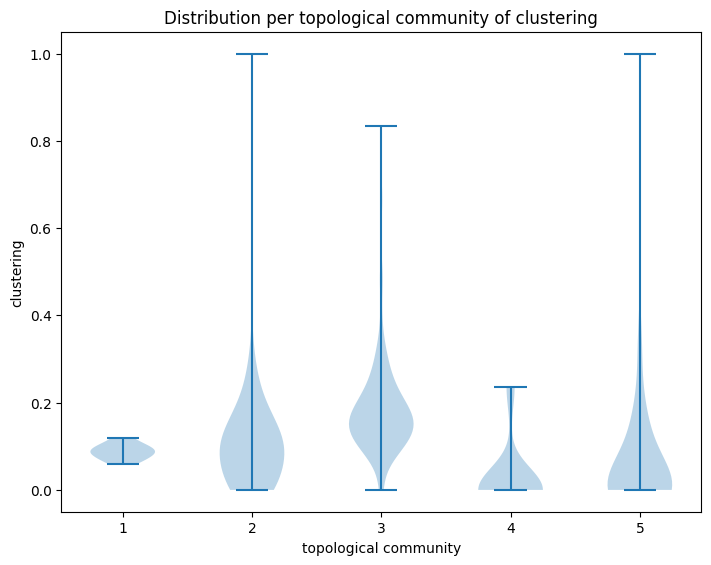 Distribution per topological community of clustering
1.0
0.8
0.6
0.4
0.2
0.0
clustering
1 2 3 4 5
topological community